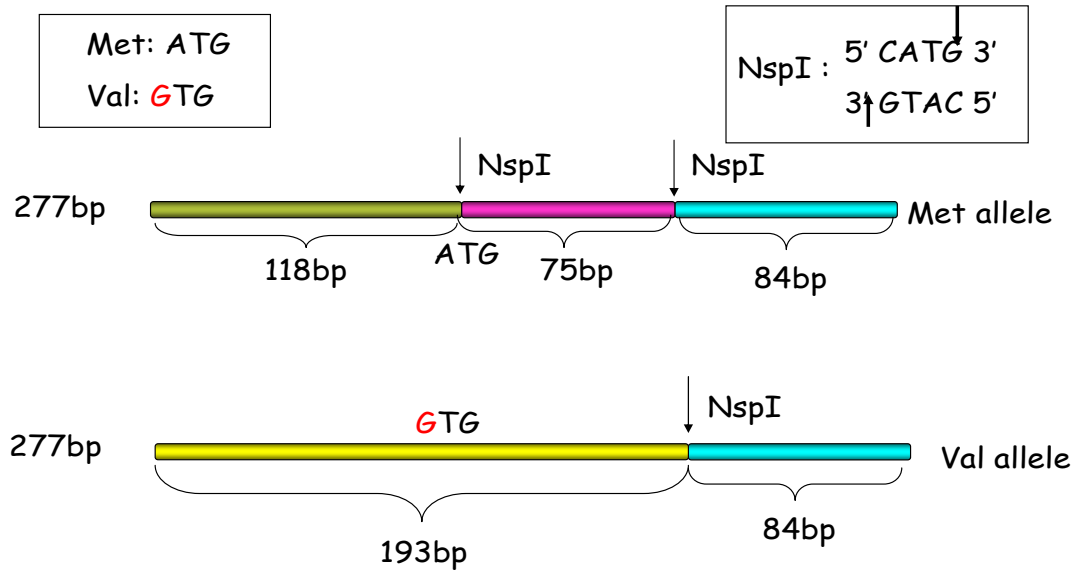 Met: ATG
Val: GTG
NspI :
5' CATG 3'
3' GTAC 5'
NspI
NspI
277bp
Met allele
118bp
ATG
75bp
84bp
GTG
NspI
277bp
Val allele
193bp
84bp